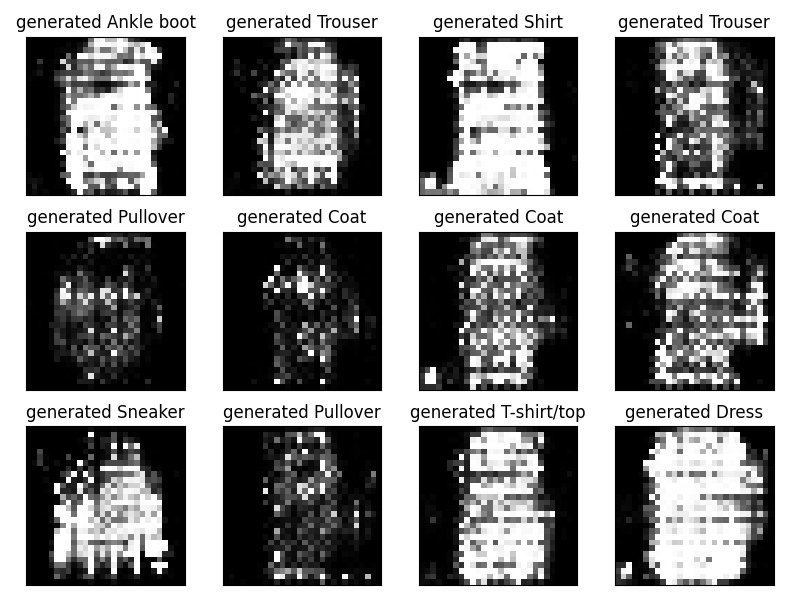 generated Ankle boot
generated Trouser
generated Shirt
generated Trouser
generated Pullover
generated Coat
generated Coat
generated Coat
generated Sneaker
generated Pullover
generated T-shirt/top
generated Dress